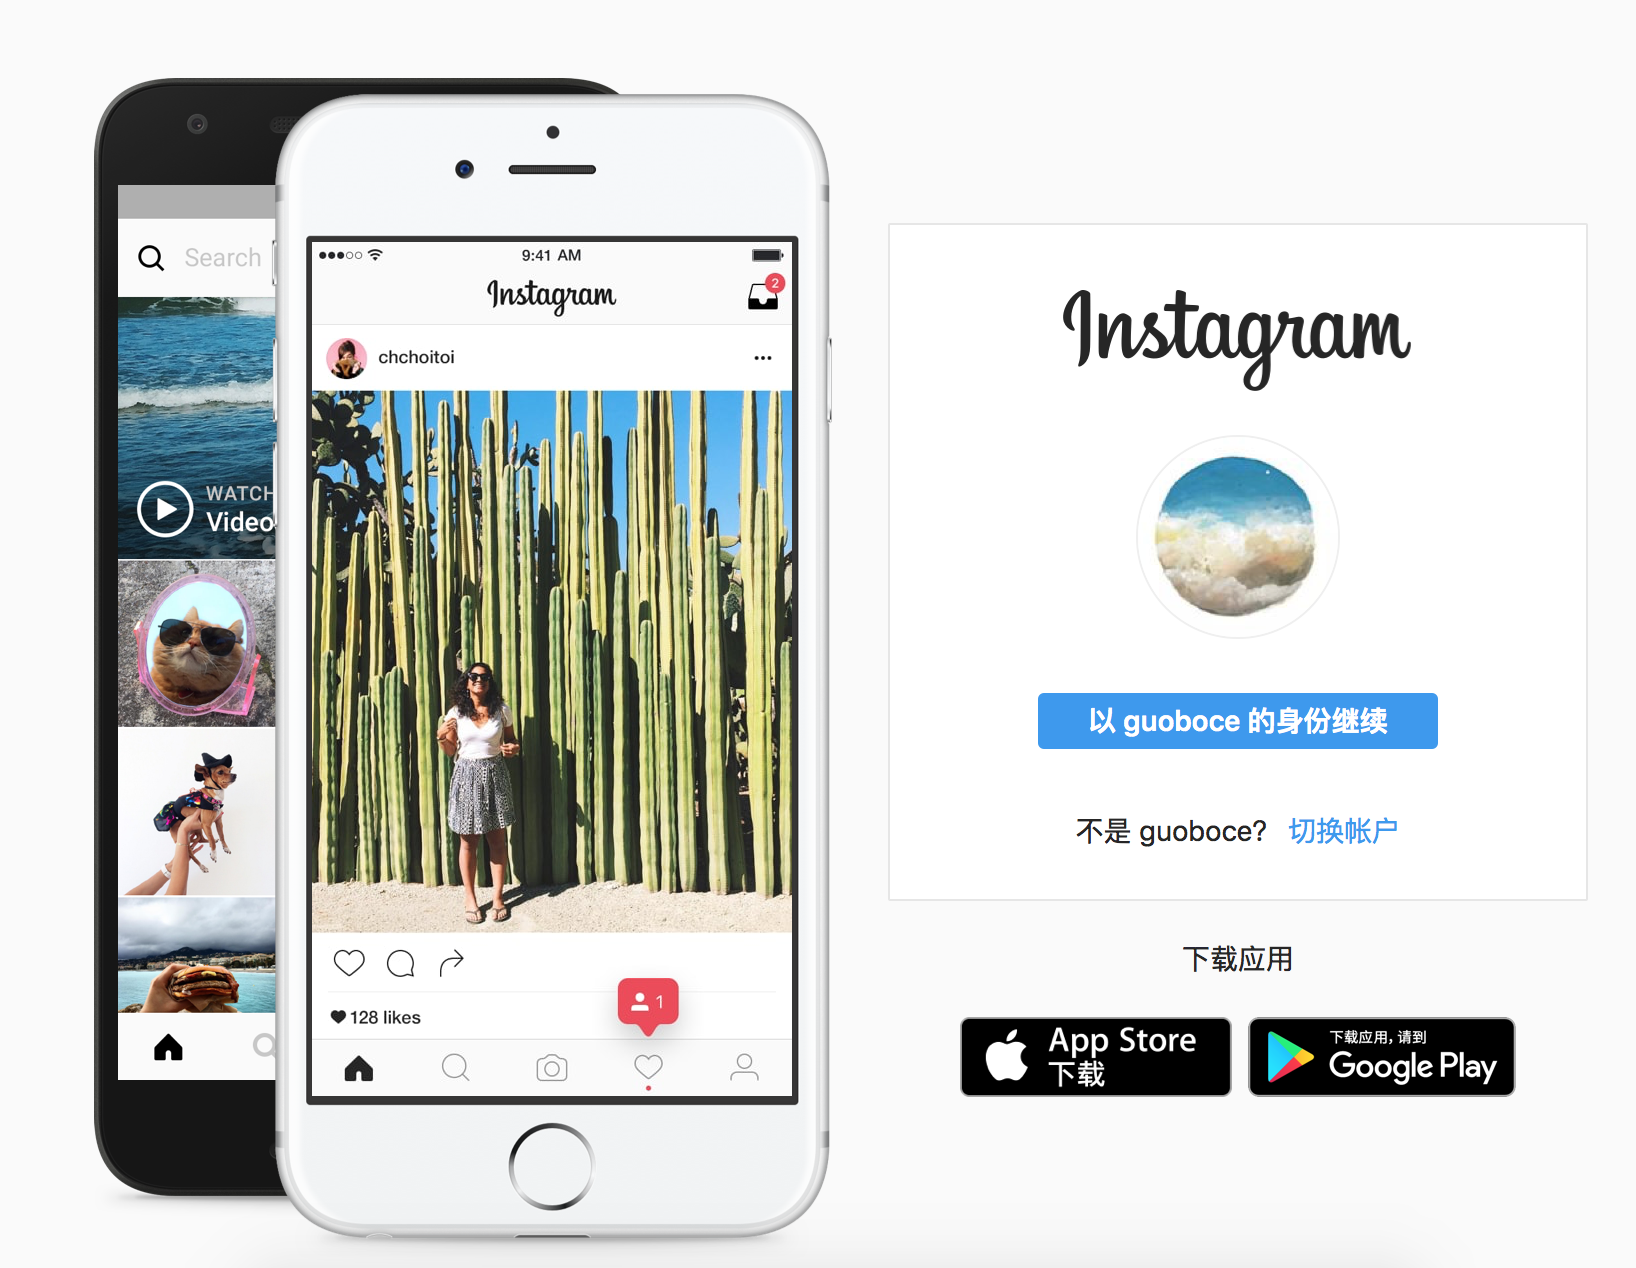 Search
WATCH
Video
9:41 AM
Instagram
2
chchoitoi
128 likes
1
Instagram
以 guoboce 的身份继续
不是 guoboce? 切换帐户
下载应用
App Store
下载
下载应用，请到
Google Play